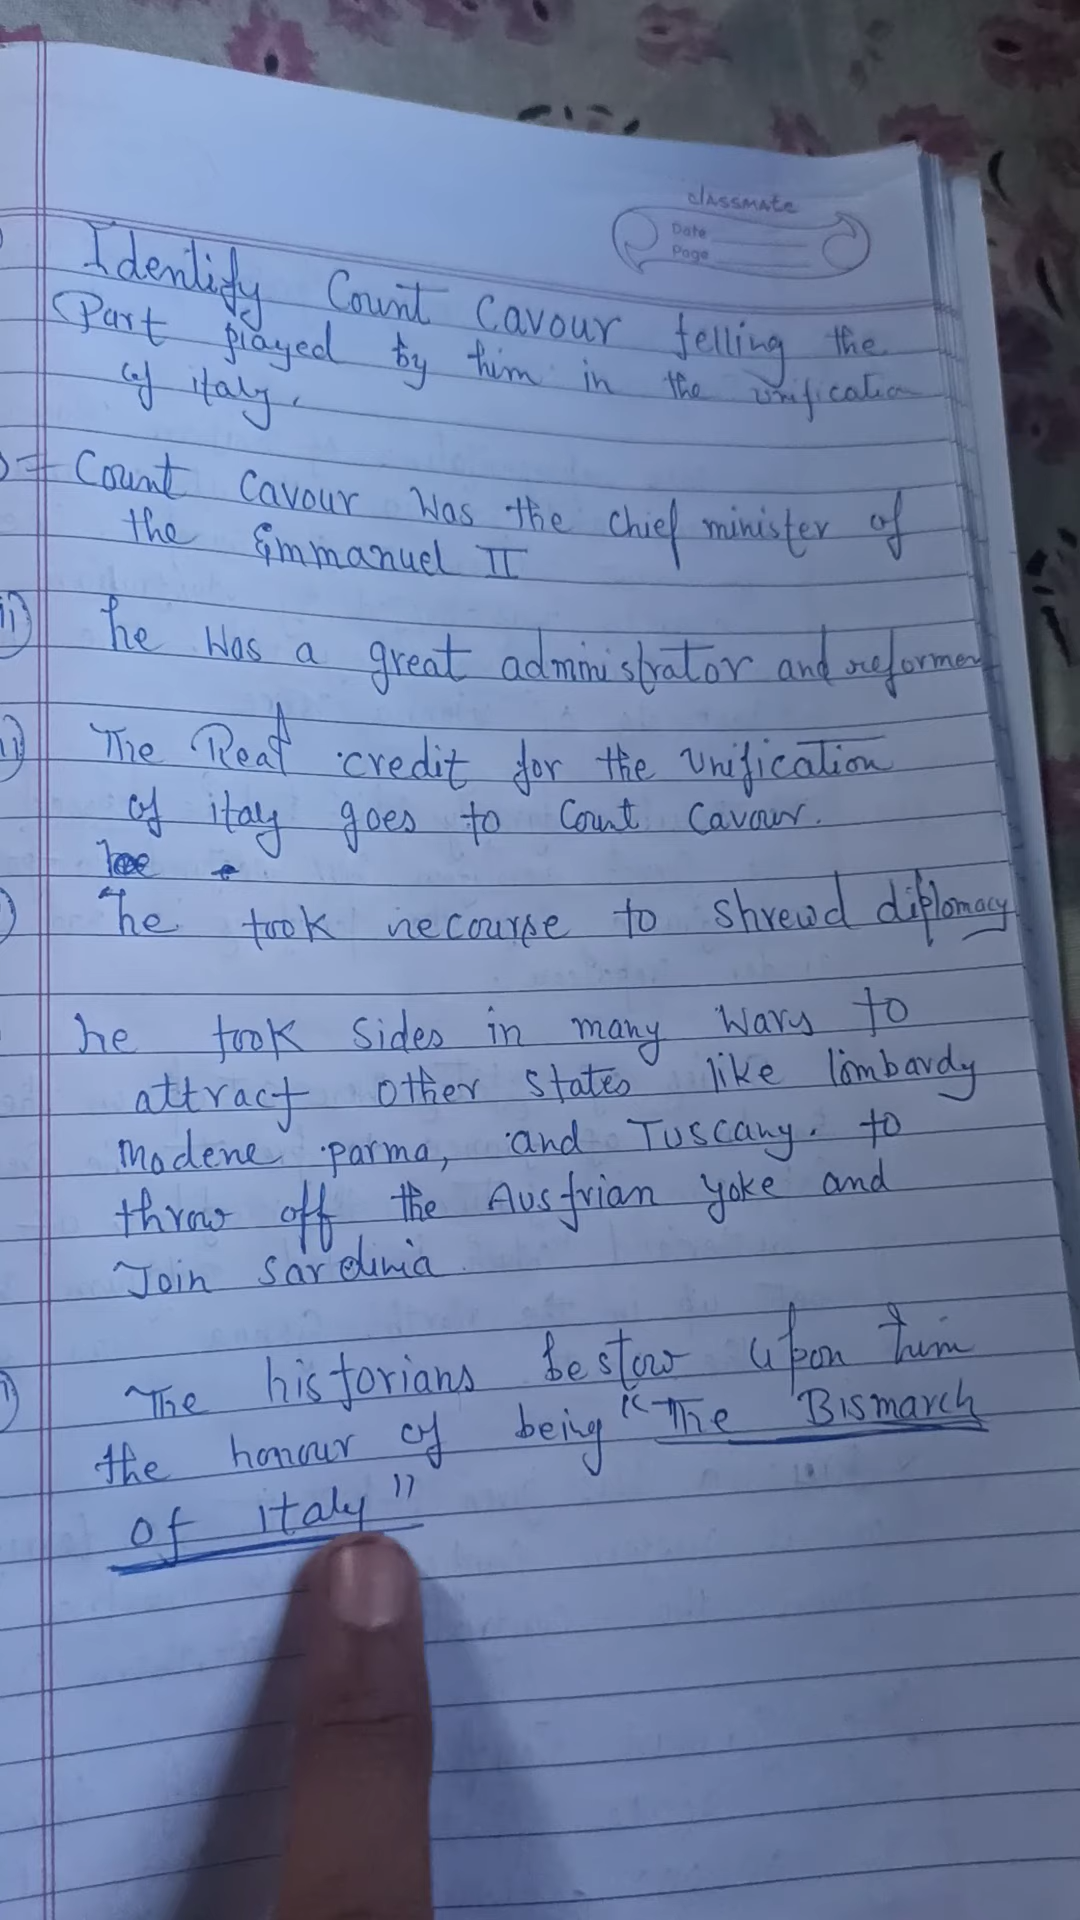 classmate
Date
Page
Identify Count Cavour telling the
Part played by him in the unification
of italy.
Count Cavour Was the Chief minister of
the Emmanuel II
ii) he was a great administrator and reformer
The Real credit for the Unification
of italy goes to Count Cavour.
he took recourse to shrewd diplomacy
he took sides in many wars to
attract other states like lombardy
Modene parma, and Tuscany. to
throw off the Austrian yoke and
Join Sardinia
The historians bestow upon him
the honour of being "The Bismarch
of italy"